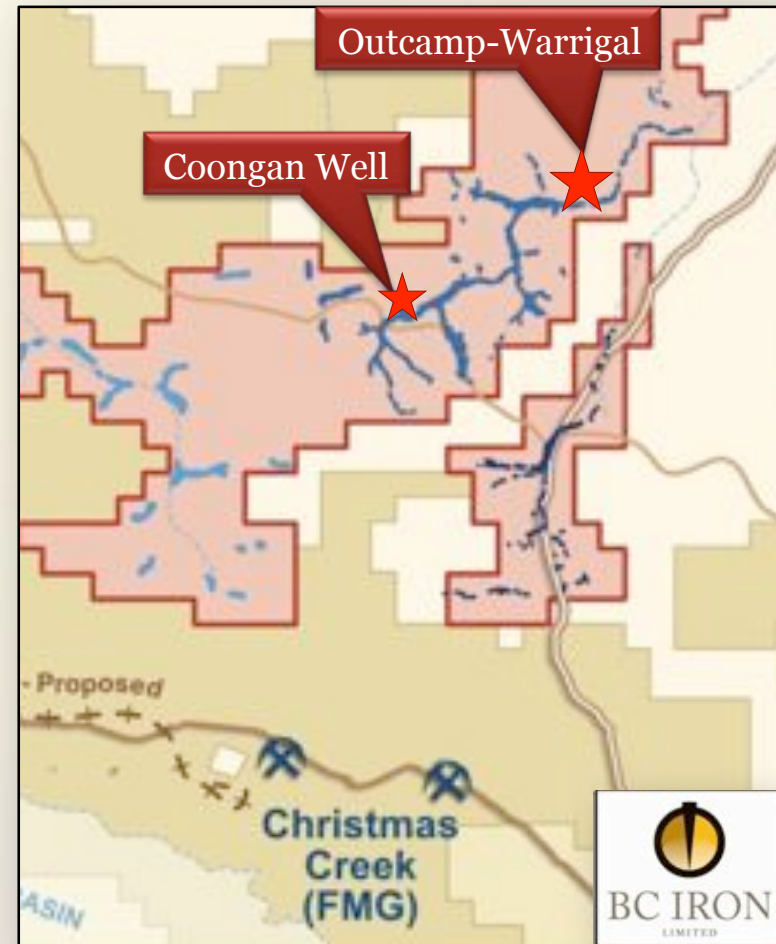 Outcamp-Warrigal
Coongan Well
- Proposed
Christmas
Creek
(FMG)
ASIN
BC IRON
LIMITED